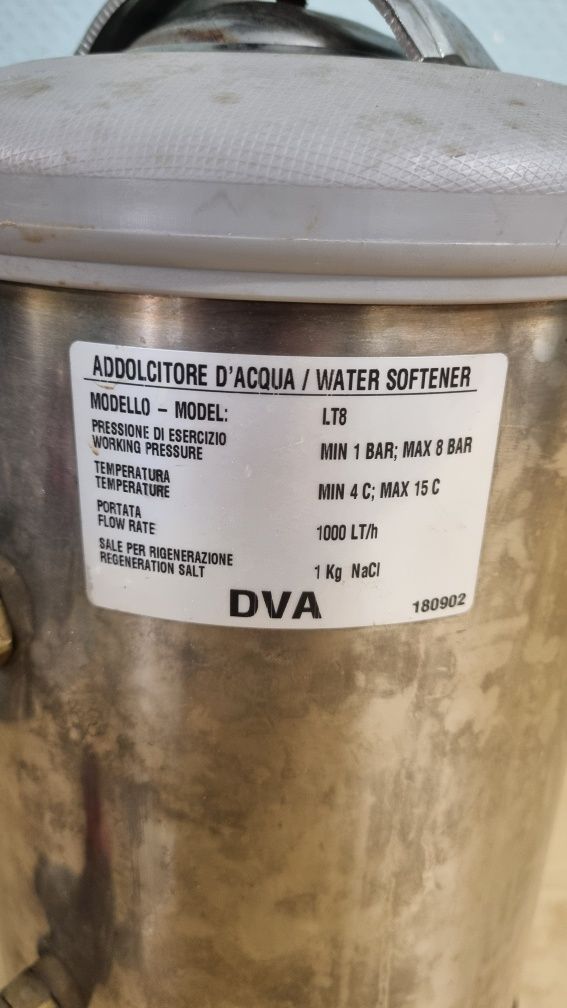 ADDOLCITORE D'ACQUA / WATER SOFTENER
MODELLO – MODEL: LT8
PRESSIONE DI ESERCIZIO
WORKING PRESSURE MIN 1 BAR; MAX 8 BAR
TEMPERATURA
TEMPERATURE MIN 4 C; MAX 15 C
PORTATA
FLOW RATE 1000 LT/h
SALE PER RIGENERAZIONE
REGENERATION SALT 1 Kg NaCl
DVA 180902